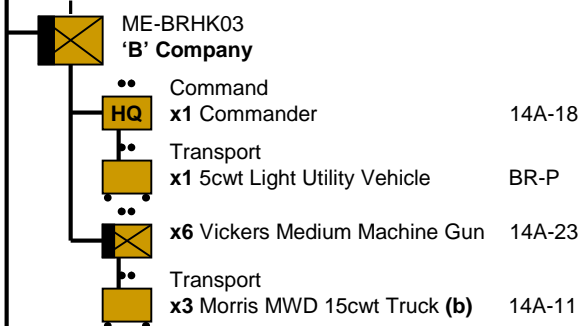 ME-BRHK03
‘B’ Company
Command
HQ x1 Commander 14A-18
Transport
x1 5cwt Light Utility Vehicle BR-P
x6 Vickers Medium Machine Gun 14A-23
Transport
x3 Morris MWD 15cwt Truck (b) 14A-11